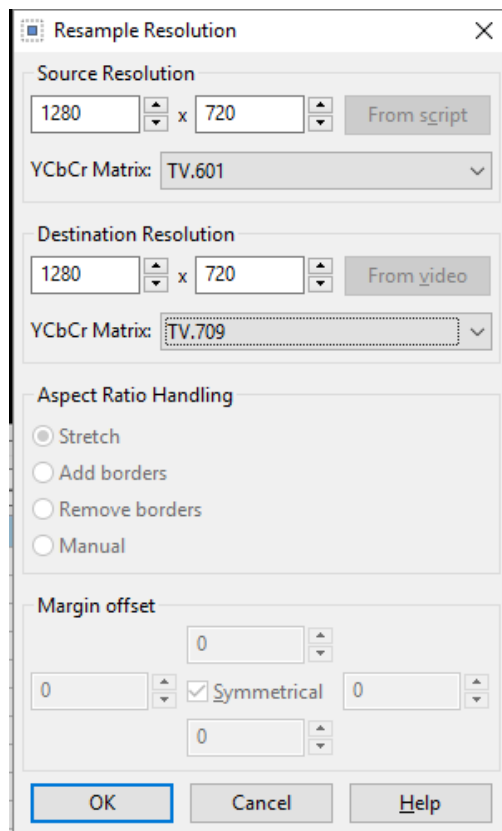 Resample Resolution
Source Resolution
1280 x 720 From script
YCbCr Matrix: TV.601
Destination Resolution
1280 x 720 From video
YCbCr Matrix: TV.709
Aspect Ratio Handling
Stretch
Add borders
Remove borders
Manual
Margin offset
0
0 Symmetrical 0
0
OK Cancel Help